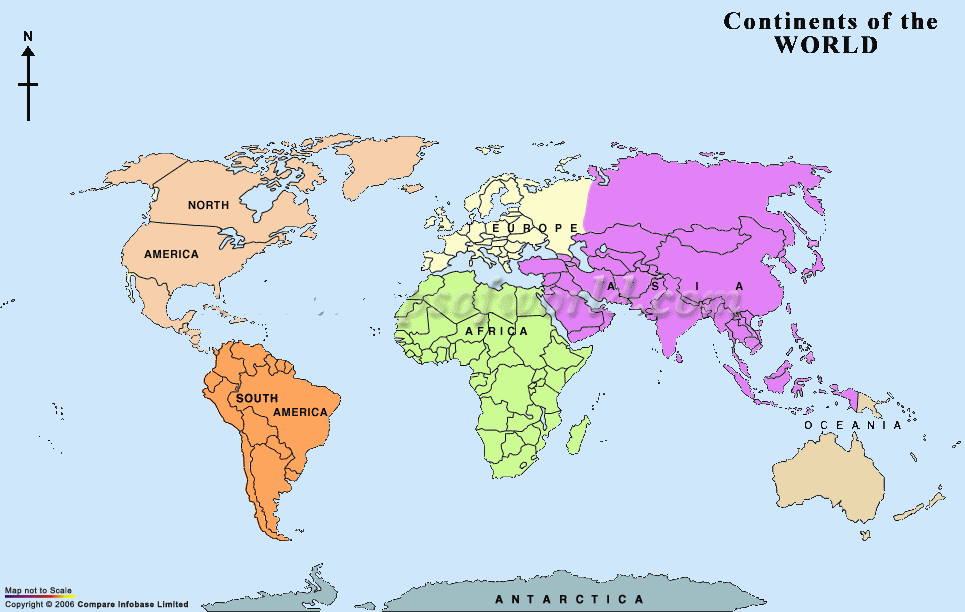 Continents of the
WORLD
N
NORTH
AMERICA
EUROPE
ASIA
AFRICA
SOUTH
AMERICA
OCEANIA
ANTARCTICA
Map not to Scale
Copyright © 2006 Compare Infobase Limited